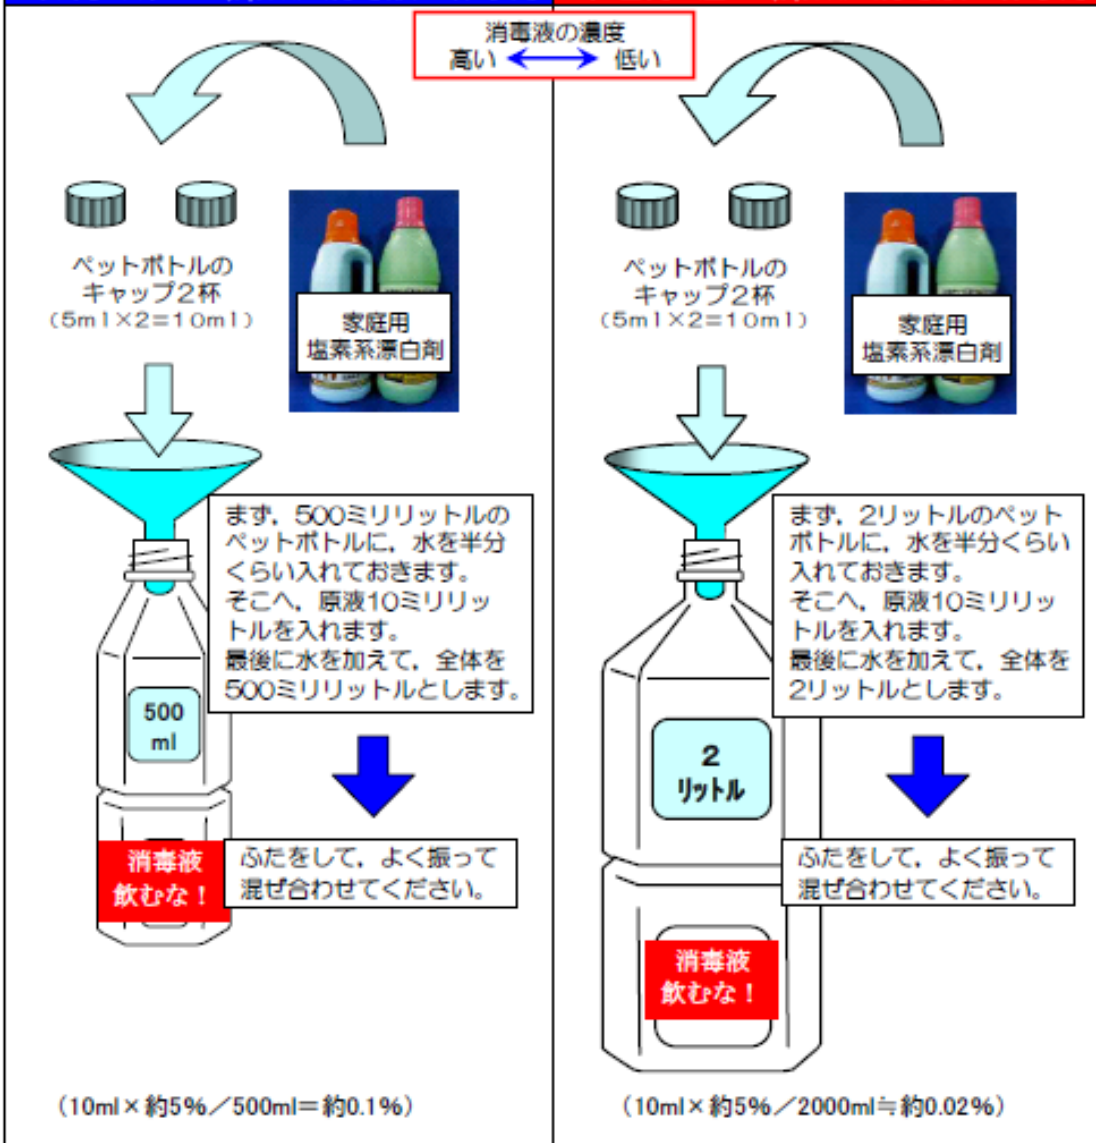 消毒液の濃度
高い 低い
ペットボトルの
キャップ2杯
(5ml×2=10ml)
家庭用
塩素系漂白剤
まず,500ミリリットルの
ペットボトルに,水を半分
くらい入れておきます。
そこへ,原液10ミリリッ
トルを入れます。
最後に水を加えて,全体を
500ミリリットルとします。
500
ml
ふたをして,よく振って
混ぜ合わせてください。
消毒液
飲むな!
(10ml×約5%/500ml=約0.1%)
ペットボトルの
キャップ2杯
(5ml×2=10ml)
家庭用
塩素系漂白剤
まず,2リットルのペット
ボトルに,水を半分くらい
入れておきます。
そこへ,原液10ミリリッ
トルを入れます。
最後に水を加えて,全体を
2リットルとします。
2
リットル
ふたをして,よく振って
混ぜ合わせてください。
消毒液
飲むな!
(10ml×約5%/2000ml≒約0.02%)